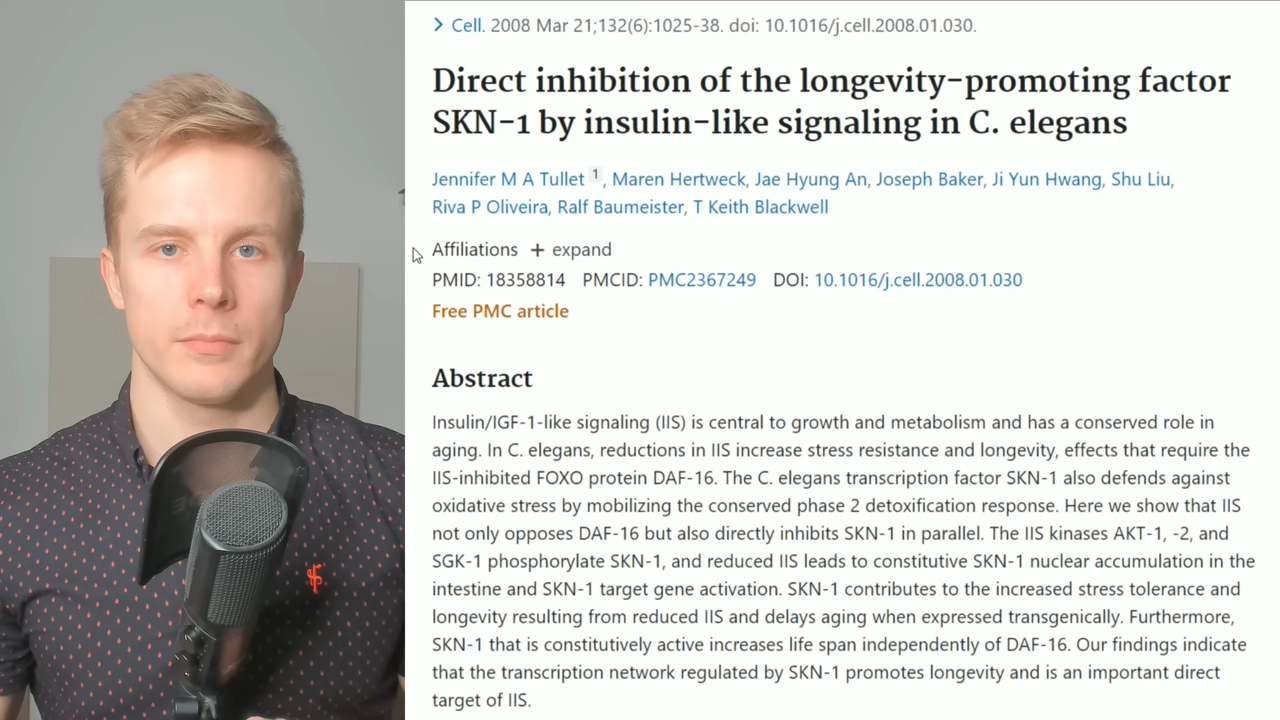 Cell. 2008 Mar 21;132(6):1025-38. doi: 10.1016/j.cell.2008.01.030.
Direct inhibition of the longevity-promoting factor
SKN-1 by insulin-like signaling in C. elegans
Jennifer M A Tullet 1, Maren Hertweck, Jae Hyung An, Joseph Baker, Ji Yun Hwang, Shu Liu,
Riva P Oliveira, Ralf Baumeister, T Keith Blackwell
Affiliations + expand
PMID: 18358814 PMCID: PMC2367249 DOI: 10.1016/j.cell.2008.01.030
Free PMC article
Abstract
Insulin/IGF-1-like signaling (IIS) is central to growth and metabolism and has a conserved role in
aging. In C. elegans, reductions in IIS increase stress resistance and longevity, effects that require the
IIS-inhibited FOXO protein DAF-16. The C. elegans transcription factor SKN-1 also defends against
oxidative stress by mobilizing the conserved phase 2 detoxification response. Here we show that IIS
not only opposes DAF-16 but also directly inhibits SKN-1 in parallel. The IIS kinases AKT-1, -2, and
SGK-1 phosphorylate SKN-1, and reduced IIS leads to constitutive SKN-1 nuclear accumulation in the
intestine and SKN-1 target gene activation. SKN-1 contributes to the increased stress tolerance and
longevity resulting from reduced IIS and delays aging when expressed transgenically. Furthermore,
SKN-1 that is constitutively active increases life span independently of DAF-16. Our findings indicate
that the transcription network regulated by SKN-1 promotes longevity and is an important direct
target of IIS.